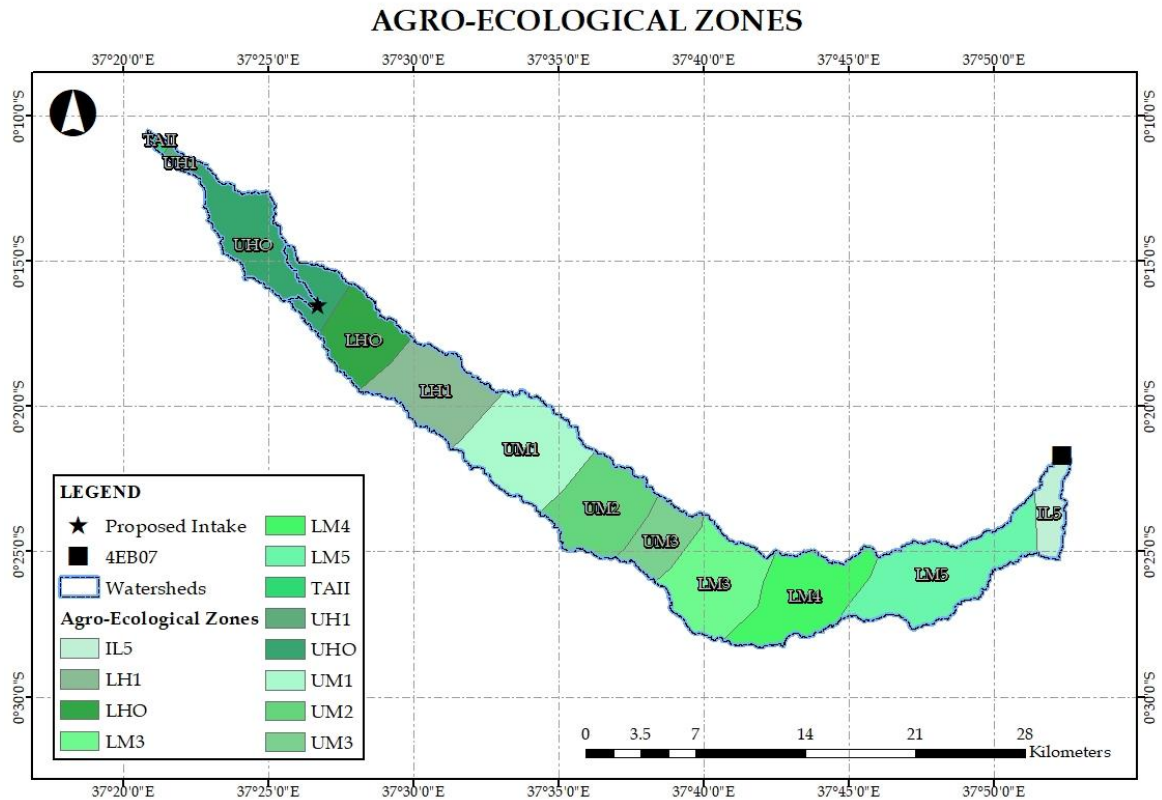 AGRO-ECOLOGICAL ZONES
37°20'0"E 37°25'0"E 37°30'0"E 37°35'0"E 37°40'0"E 37°45'0"E 37°50'0"E
0°10'0"S 0°10'0"S
TAII
UH1
UHO
0°15'0"S 0°15'0"S
LHO
LH1
0°20'0"S 0°20'0"S
UM1
UM2
UM3
IL5
0°25'0"S 0°25'0"S
LM3
LM4
LM5
0°30'0"S 0°30'0"S
LEGEND
Proposed Intake
4EB07
Watersheds
Agro-Ecological Zones
IL5
LH1
LHO
LM3
LM4
LM5
TAII
UH1
UHO
UM1
UM2
UM3
0 3.5 7 14 21 28
Kilometers
37°20'0"E 37°25'0"E 37°30'0"E 37°35'0"E 37°40'0"E 37°45'0"E 37°50'0"E